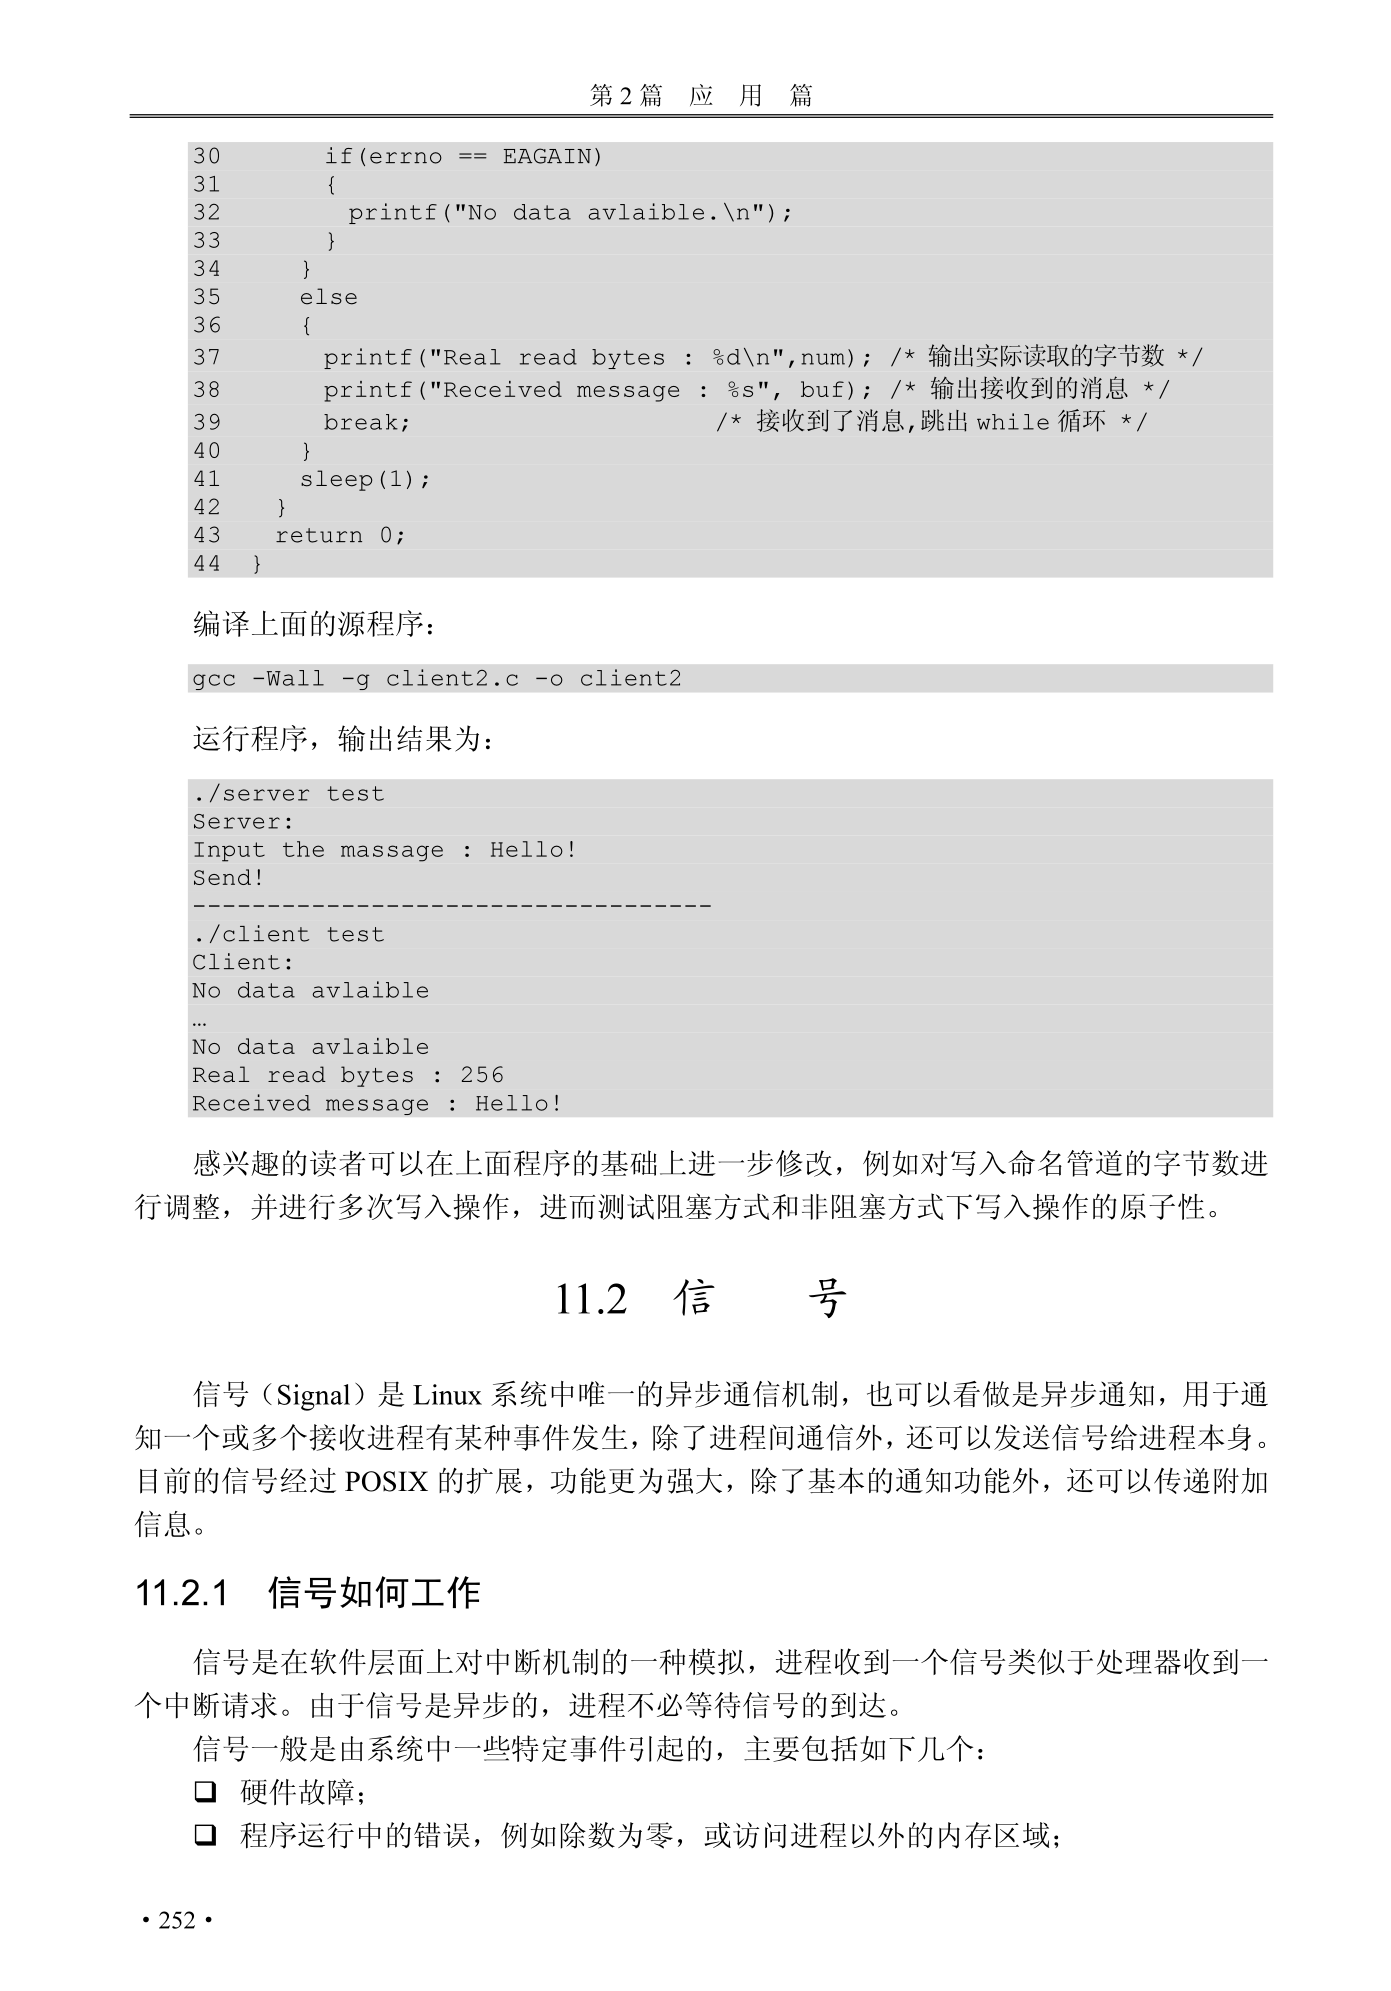 第 2 篇 应 用 篇
30 if(errno == EAGAIN)
31 {
32 printf("No data avlaible.\n");
33 }
34 }
35 else
36 {
37 printf("Real read bytes : %d\n",num); /* 输出实际读取的字节数 */
38 printf("Received message : %s", buf); /* 输出接收到的消息 */
39 break; /* 接收到了消息,跳出 while 循环 */
40 }
41 sleep(1);
42 }
43 return 0;
44 }
编译上面的源程序：
gcc -Wall -g client2.c -o client2
运行程序，输出结果为：
./server test
Server:
Input the massage : Hello!
Send!
-----------------------------------
./client test
Client:
No data avlaible
…
No data avlaible
Real read bytes : 256
Received message : Hello!
感兴趣的读者可以在上面程序的基础上进一步修改，例如对写入命名管道的字节数进
行调整，并进行多次写入操作，进而测试阻塞方式和非阻塞方式下写入操作的原子性。
11.2 信 号
信号（Signal）是 Linux 系统中唯一的异步通信机制，也可以看做是异步通知，用于通
知一个或多个接收进程有某种事件发生，除了进程间通信外，还可以发送信号给进程本身。
目前的信号经过 POSIX 的扩展，功能更为强大，除了基本的通知功能外，还可以传递附加
信息。
11.2.1 信号如何工作
信号是在软件层面上对中断机制的一种模拟，进程收到一个信号类似于处理器收到一
个中断请求。由于信号是异步的，进程不必等待信号的到达。
信号一般是由系统中一些特定事件引起的，主要包括如下几个：
❑ 硬件故障；
❑ 程序运行中的错误，例如除数为零，或访问进程以外的内存区域；
• 252 •